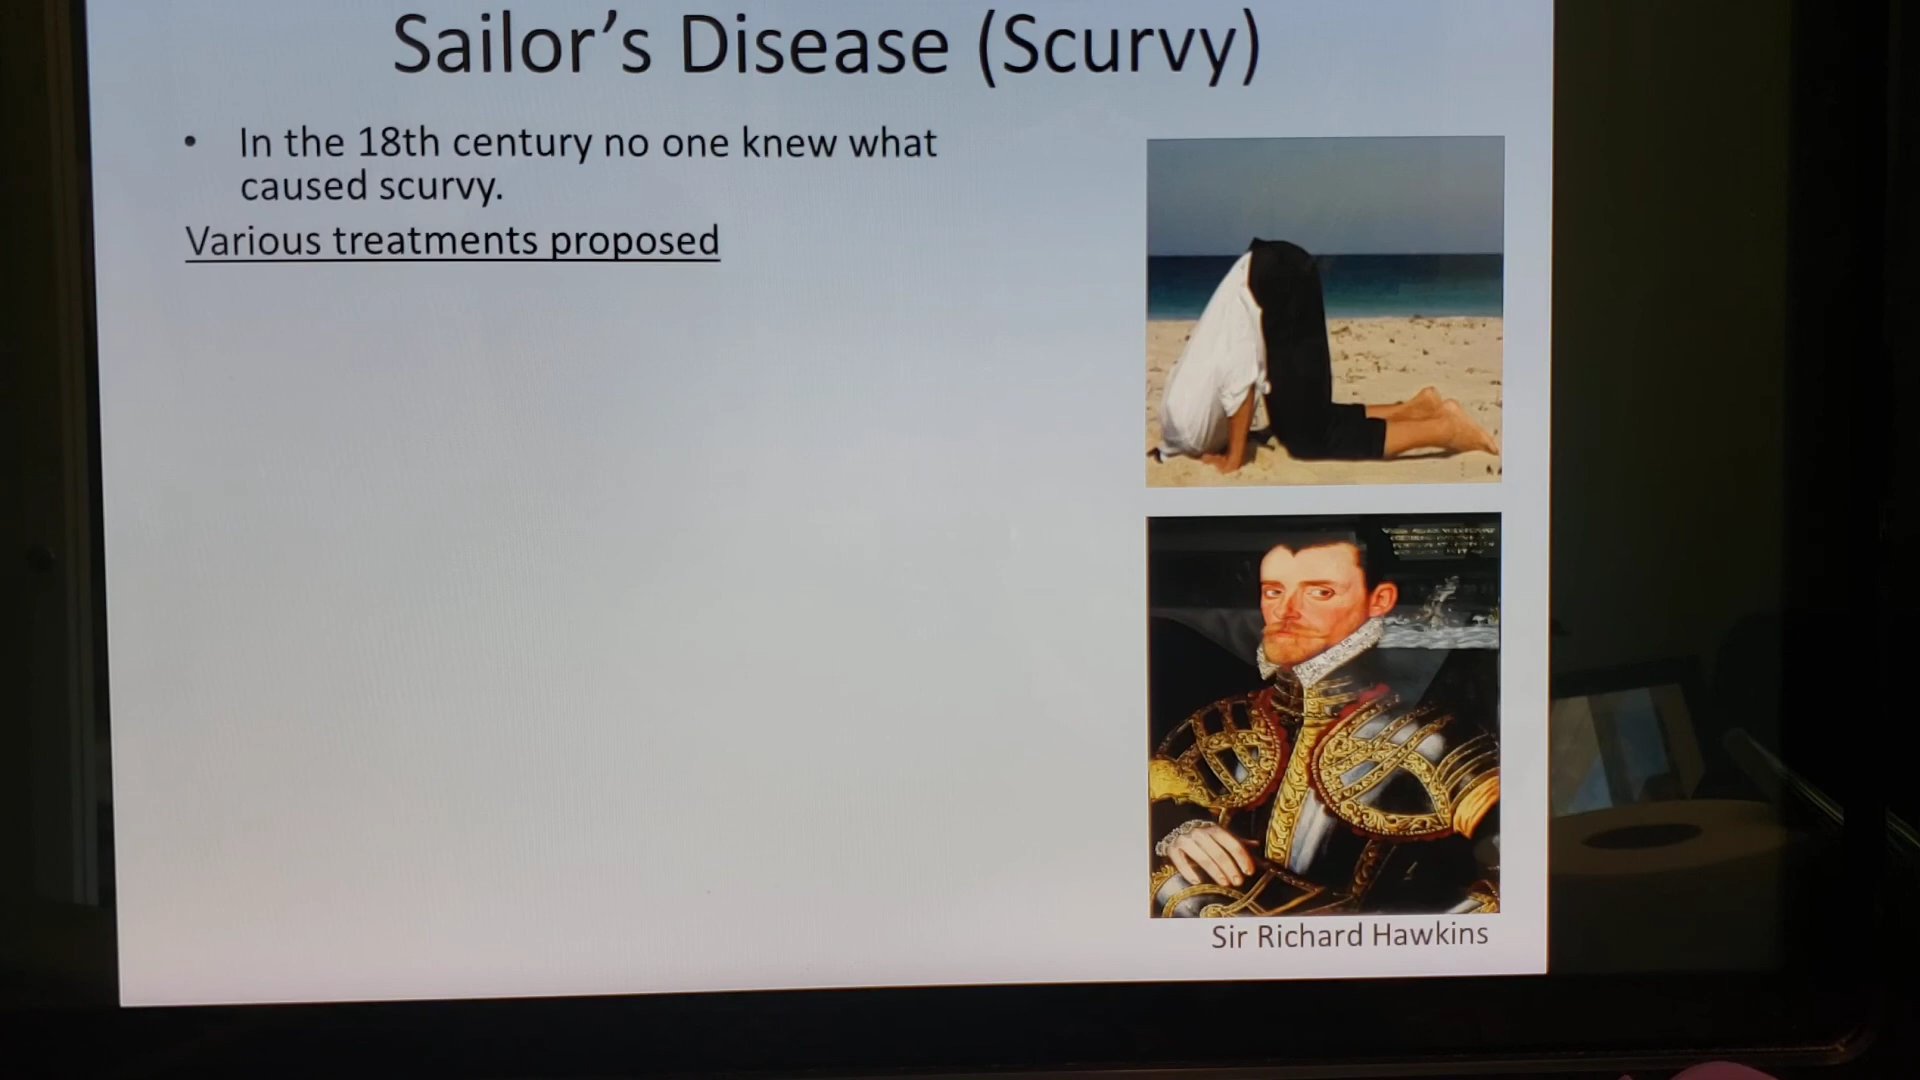 Sailor’s Disease (Scurvy)
• In the 18th century no one knew what
caused scurvy.
Various treatments proposed
Sir Richard Hawkins